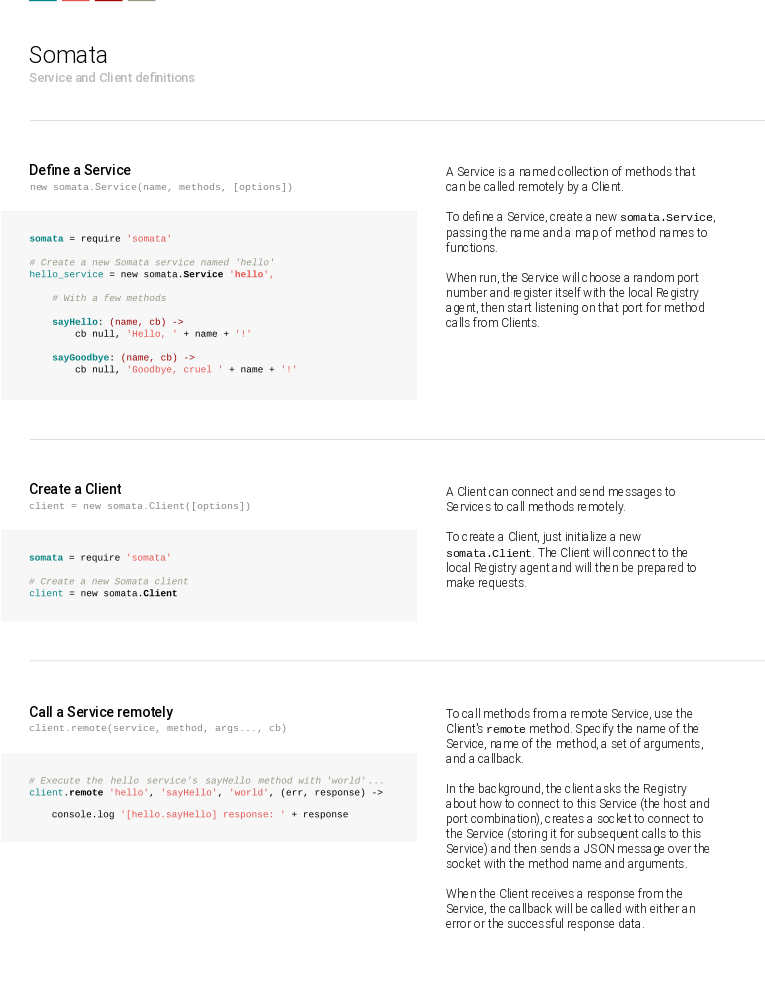 Somata
Service and Client definitions
Define a Service
new somata.Service(name, methods, [options])
somata = require 'somata'
# Create a new Somata service named 'hello'
hello_service = new somata.Service 'hello',
# With a few methods
sayHello: (name, cb) ->
cb null, 'Hello, ' + name + '!'
sayGoodbye: (name, cb) ->
cb null, 'Goodbye, cruel ' + name + '!'
A Service is a named collection of methods that
can be called remotely by a Client.
To define a Service, create a new somata.Service,
passing the name and a map of method names to
functions.
When run, the Service will choose a random port
number and register itself with the local Registry
agent, then start listening on that port for method
calls from Clients.
Create a Client
client = new somata.Client([options])
somata = require 'somata'
# Create a new Somata client
client = new somata.Client
A Client can connect and send messages to
Services to call methods remotely.
To create a Client, just initialize a new
somata.Client. The Client will connect to the
local Registry agent and will then be prepared to
make requests.
Call a Service remotely
client.remote(service, method, args..., cb)
# Execute the hello service's sayHello method with 'world'...
client.remote 'hello', 'sayHello', 'world', (err, response) ->
console.log '[hello.sayHello] response: ' + response
To call methods from a remote Service, use the
Client's remote method. Specify the name of the
Service, name of the method, a set of arguments,
and a callback.
In the background, the client asks the Registry
about how to connect to this Service (the host and
port combination), creates a socket to connect to
the Service (storing it for subsequent calls to this
Service) and then sends a JSON message over the
socket with the method name and arguments.
When the Client receives a response from the
Service, the callback will be called with either an
error or the successful response data.